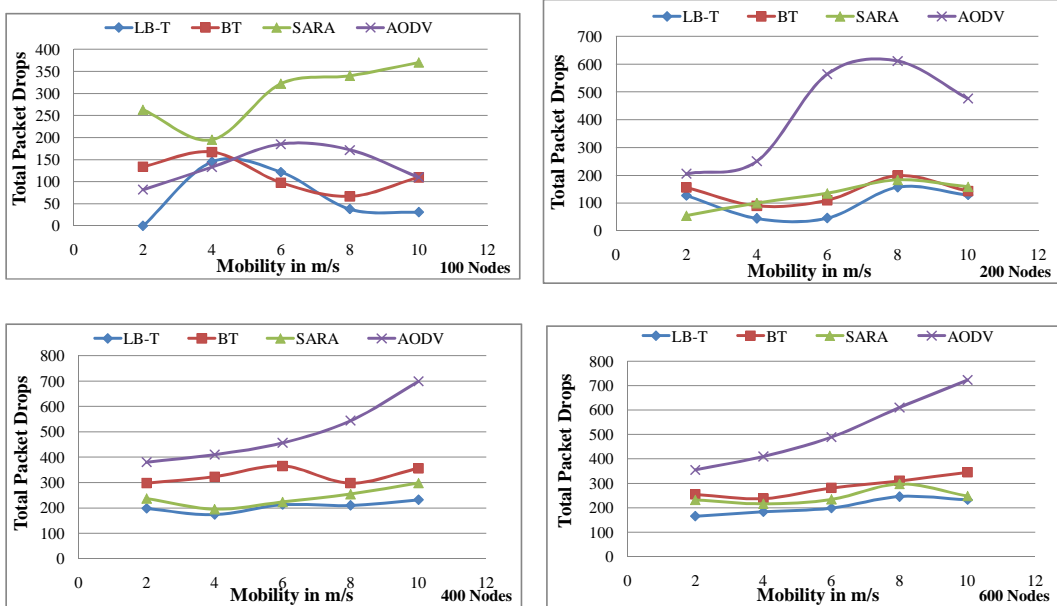 LB-T BT SARA AODV
Total Packet Drops
400
350
300
250
200
150
100
50
0
0 2 4 6 8 10 12
Mobility in m/s
100 Nodes
LB-T BT SARA AODV
Total Packet Drops
700
600
500
400
300
200
100
0
0 2 4 6 8 10 12
Mobility in m/s
200 Nodes
LB-T BT SARA AODV
Total Packet Drops
800
700
600
500
400
300
200
100
0
0 2 4 6 8 10 12
Mobility in m/s
400 Nodes
LB-T BT SARA AODV
Total Packet Drops
800
700
600
500
400
300
200
100
0
0 2 4 6 8 10 12
Mobility in m/s
600 Nodes